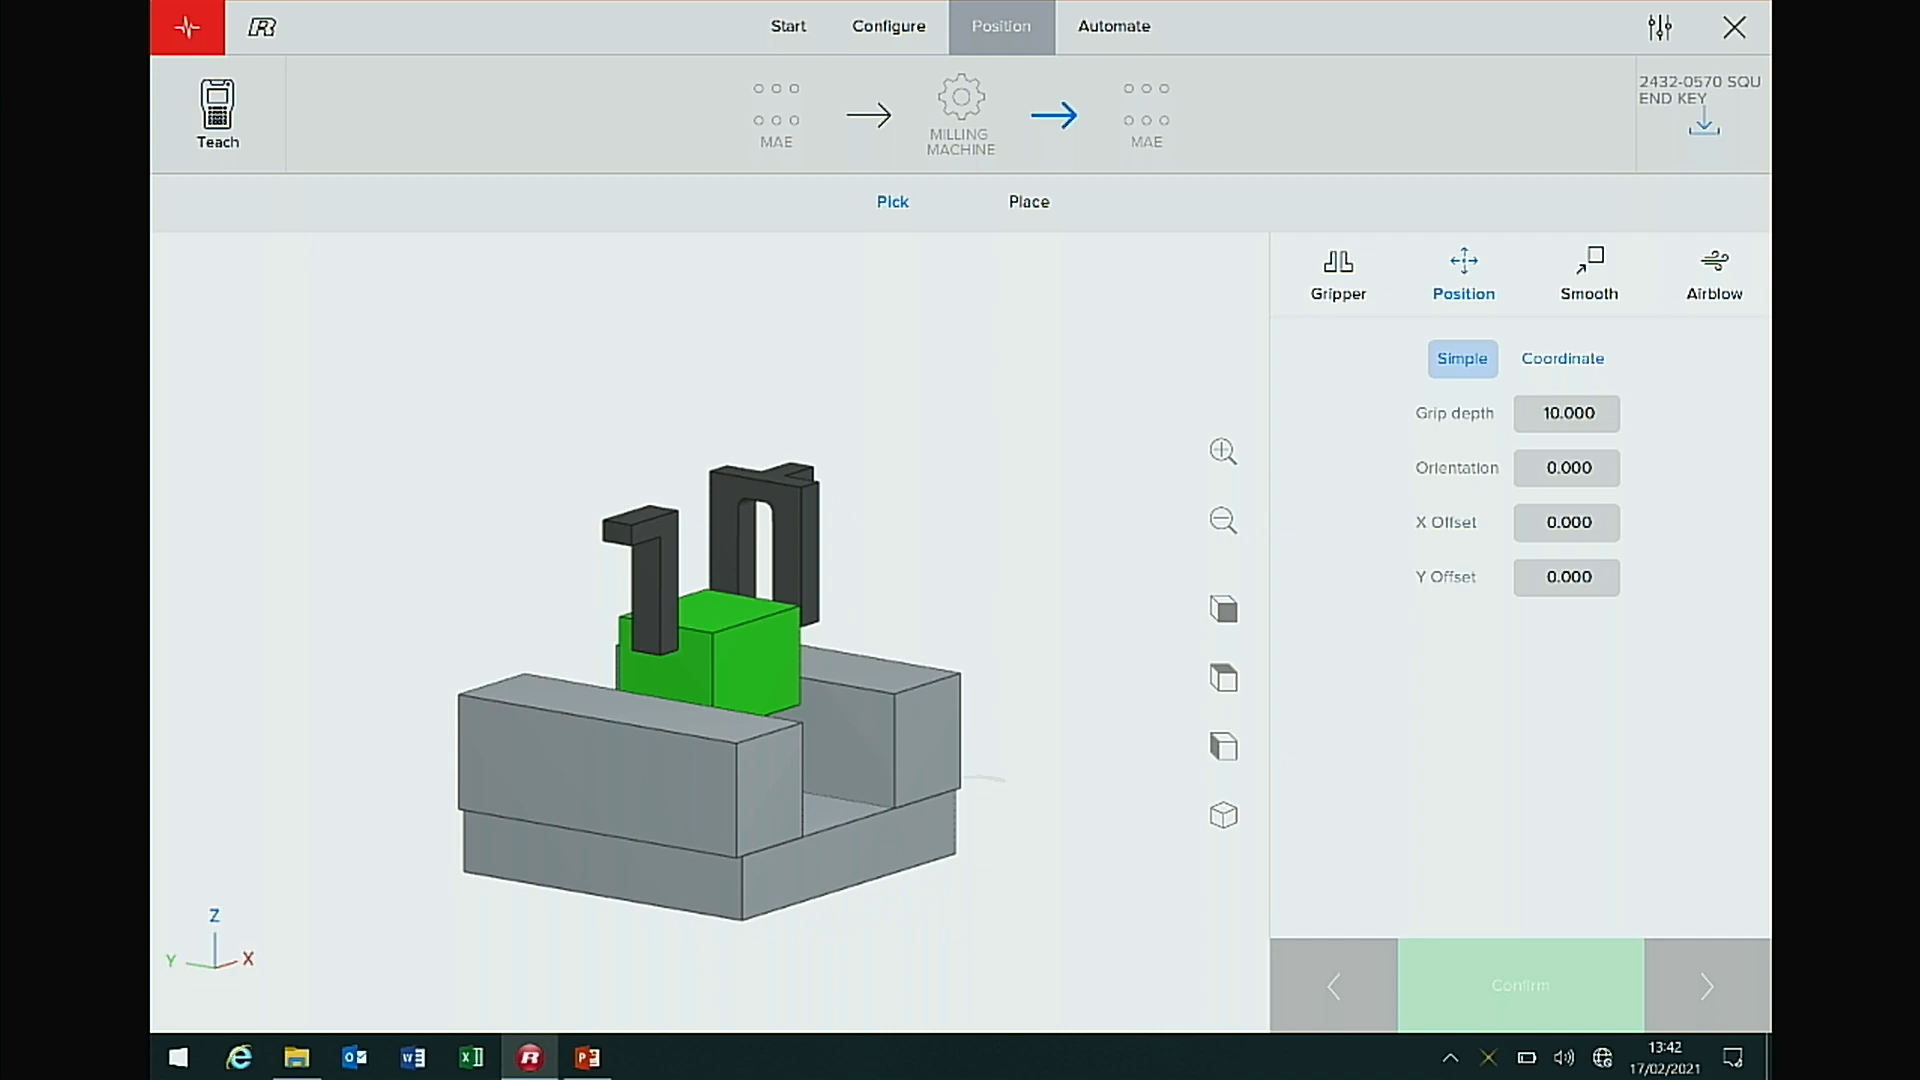 Start
Configure
Position
Automate
Teach
MAE
MILLING
MACHINE
MAE
2432-0570 SQU
END KEY
Pick
Place
Gripper
Position
Smooth
Airblow
Simple
Coordinate
Grip depth
10.000
Orientation
0.000
X Offset
0.000
Y Offset
0.000
Z
Y
X
Confirm
13:42
17/02/2021